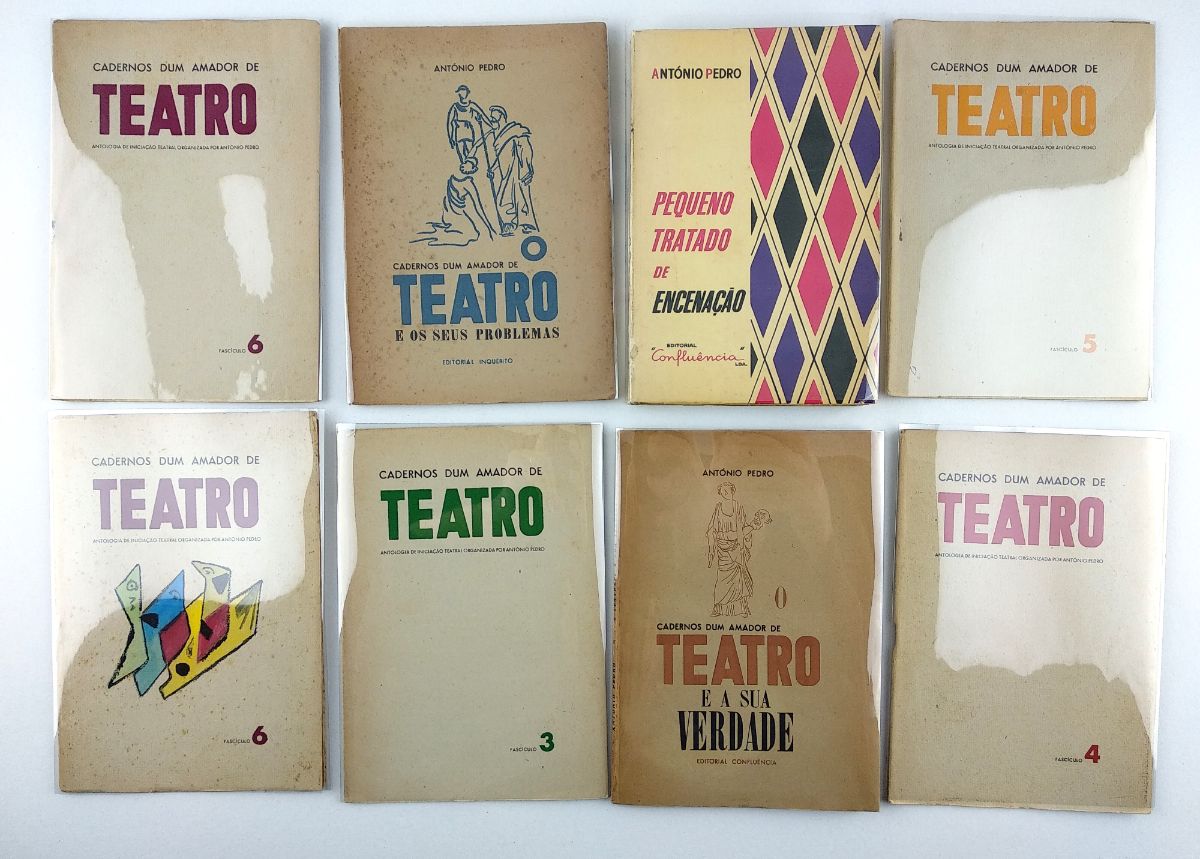 CADERNOS DUM AMADOR DE
TEATRO
ANTOLOGIA DE INICIAÇÃO TEATRAL ORGANIZADA POR ANTÓNIO PEDRO
FASCÍCULO 6
ANTÓNIO PEDRO
O
CADERNOS DUM AMADOR DE
TEATRO
E OS SEUS PROBLEMAS
EDITORIAL INQUÉRITO
ANTÓNIO PEDRO
PEQUENO
TRATADO
DE
ENCENAÇÃO
EDITORIAL
"Confluência"
LDA.
CADERNOS DUM AMADOR DE
TEATRO
ANTOLOGIA DE INICIAÇÃO TEATRAL ORGANIZADA POR ANTÓNIO PEDRO
FASCÍCULO 5
CADERNOS DUM AMADOR DE
TEATRO
ANTOLOGIA DE INICIAÇÃO TEATRAL ORGANIZADA POR ANTÓNIO PEDRO
FASCÍCULO 6
CADERNOS DUM AMADOR DE
TEATRO
ANTOLOGIA DE INICIAÇÃO TEATRAL ORGANIZADA POR ANTÓNIO PEDRO
FASCÍCULO 3
ANTÓNIO PEDRO
O
CADERNOS DUM AMADOR DE
TEATRO
E A SUA
VERDADE
EDITORIAL CONFLUÊNCIA
CADERNOS DUM AMADOR DE
TEATRO
ANTOLOGIA DE INICIAÇÃO TEATRAL ORGANIZADA POR ANTÓNIO PEDRO
FASCÍCULO 4